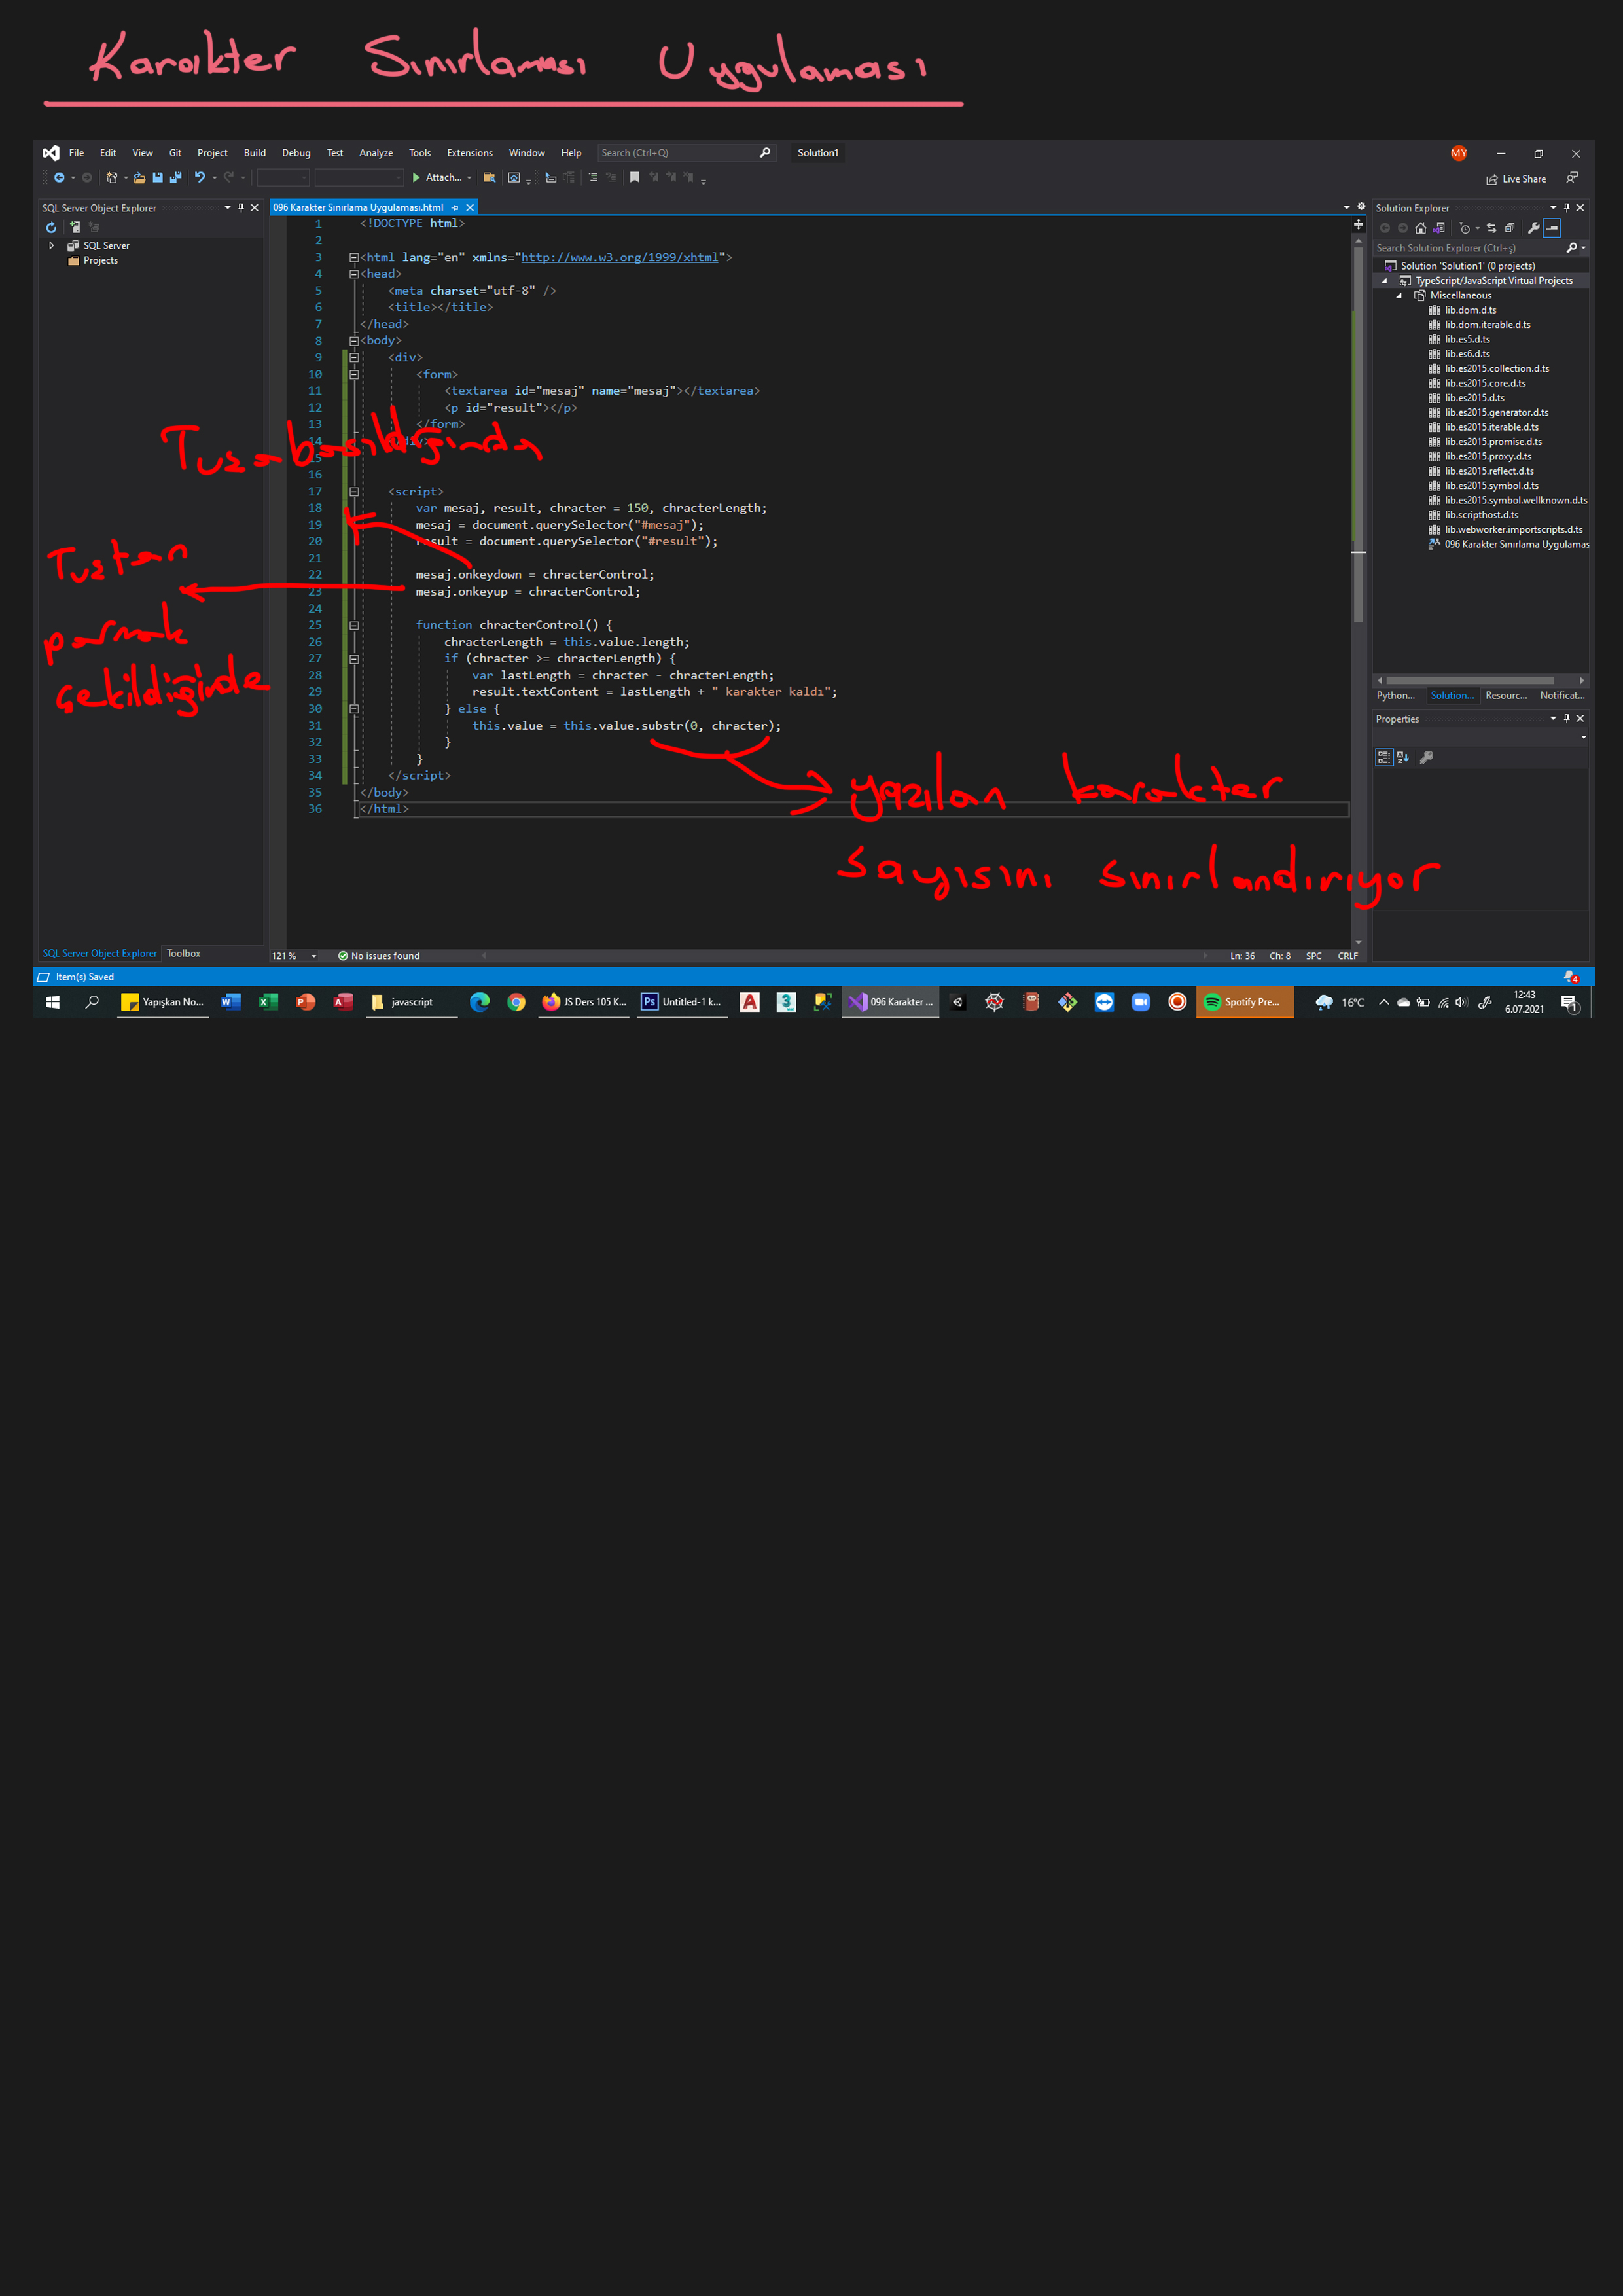 Karakter Sınırlaması Uygulaması
File Edit View Git Project Build Debug Test Analyze Tools Extensions Window Help Search (Ctrl+Q) Solution1 MY
Attach... Live Share
SQL Server Object Explorer
SQL Server
Projects
096 Karakter Sınırlama Uygulaması.html
1 <!DOCTYPE html>
2
3 <html lang="en" xmlns="http://www.w3.org/1999/xhtml">
4 <head>
5 <meta charset="utf-8" />
6 <title></title>
7 </head>
8 <body>
9 <div>
10 <form>
11 <textarea id="mesaj" name="mesaj"></textarea>
12 <p id="result"></p>
13 </form>
14 </div>
15
16
17 <script>
18 var mesaj, result, chracter = 150, chracterLength;
19 mesaj = document.querySelector("#mesaj");
20 result = document.querySelector("#result");
21
22 mesaj.onkeydown = chracterControl;
23 mesaj.onkeyup = chracterControl;
24
25 function chracterControl() {
26 chracterLength = this.value.length;
27 if (chracter >= chracterLength) {
28 var lastLength = chracter - chracterLength;
29 result.textContent = lastLength + " karakter kaldı";
30 } else {
31 this.value = this.value.substr(0, chracter);
32 }
33 }
34 </script>
35 </body>
36 </html>
Tuşa basıldığında
Tuştan
parmak
çekildiğinde
yazılan karakter
sayısını sınırlandırıyor
Solution Explorer
Search Solution Explorer (Ctrl+ş)
Solution 'Solution1' (0 projects)
TypeScript/JavaScript Virtual Projects
Miscellaneous
lib.dom.d.ts
lib.dom.iterable.d.ts
lib.es5.d.ts
lib.es6.d.ts
lib.es2015.collection.d.ts
lib.es2015.core.d.ts
lib.es2015.d.ts
lib.es2015.generator.d.ts
lib.es2015.iterable.d.ts
lib.es2015.promise.d.ts
lib.es2015.proxy.d.ts
lib.es2015.reflect.d.ts
lib.es2015.symbol.d.ts
lib.es2015.symbol.wellknown.d.ts
lib.scripthost.d.ts
lib.webworker.importscripts.d.ts
096 Karakter Sınırlama Uygulamas
Python... Solution... Resourc... Notificat...
Properties
SQL Server Object Explorer Toolbox
121 % No issues found Ln: 36 Ch: 8 SPC CRLF
Item(s) Saved 4
Yapışkan No... javascript JS Ders 105 K... Untitled-1 k... 096 Karakter ... Spotify Pre... 16°C 12:43
6.07.2021 1